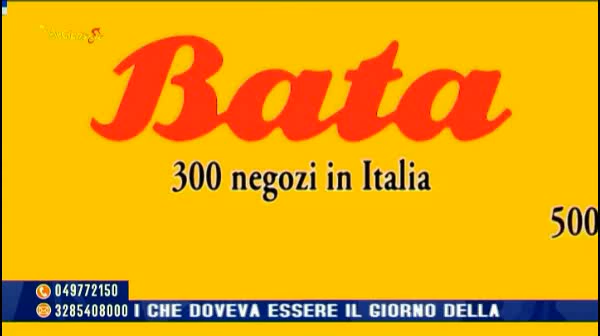 Bata
300 negozi in Italia
500
049772150
3285408000
I CHE DOVEVA ESSERE IL GIORNO DELLA